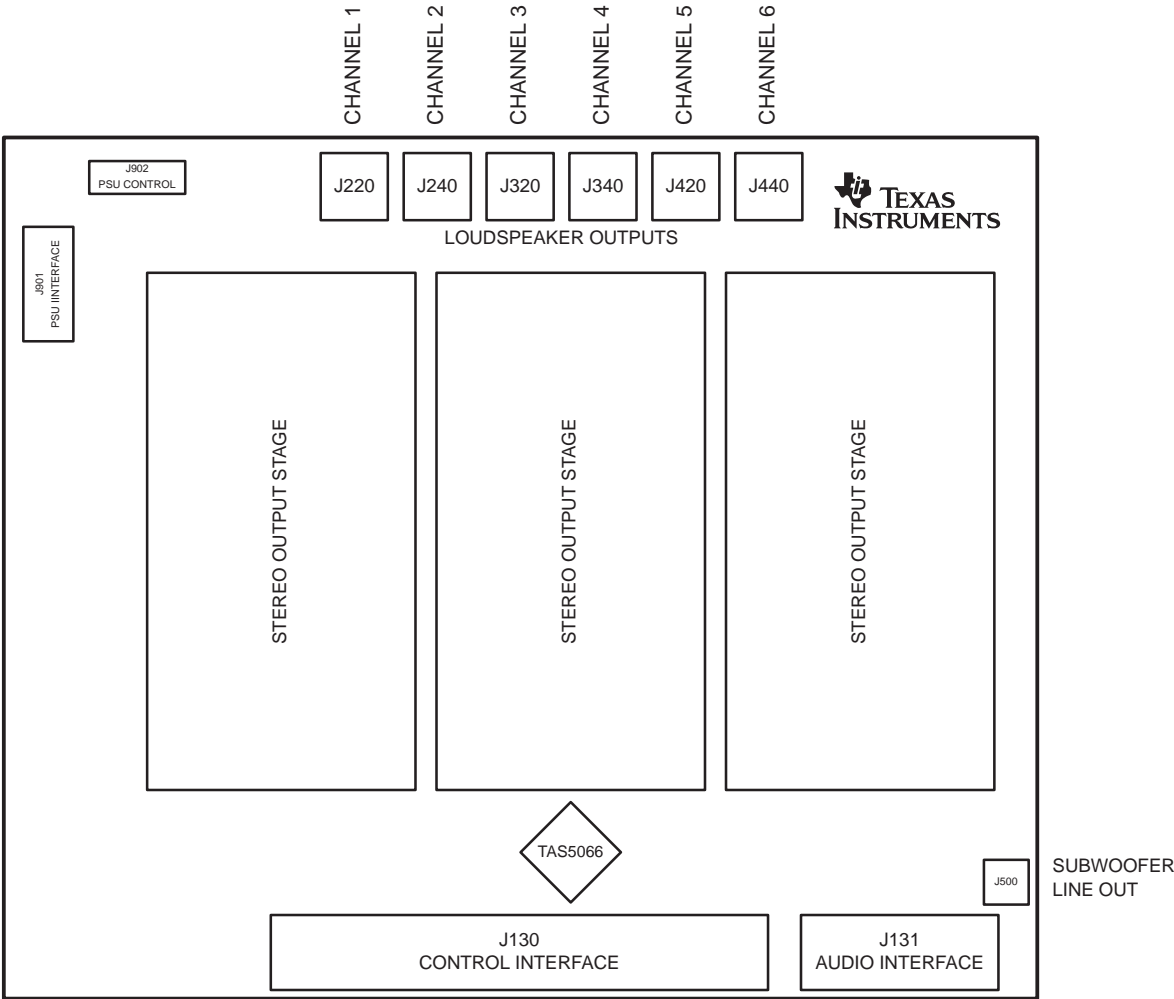 CHANNEL 1
CHANNEL 2
CHANNEL 3
CHANNEL 4
CHANNEL 5
CHANNEL 6
J902
PSU CONTROL
J220
J240
J320
J340
J420
J440
TEXAS
INSTRUMENTS
LOUDSPEAKER OUTPUTS
J901
PSU IINTERFACE
STEREO OUTPUT STAGE
STEREO OUTPUT STAGE
STEREO OUTPUT STAGE
TAS5066
J500
SUBWOOFER
LINE OUT
J130
CONTROL INTERFACE
J131
AUDIO INTERFACE